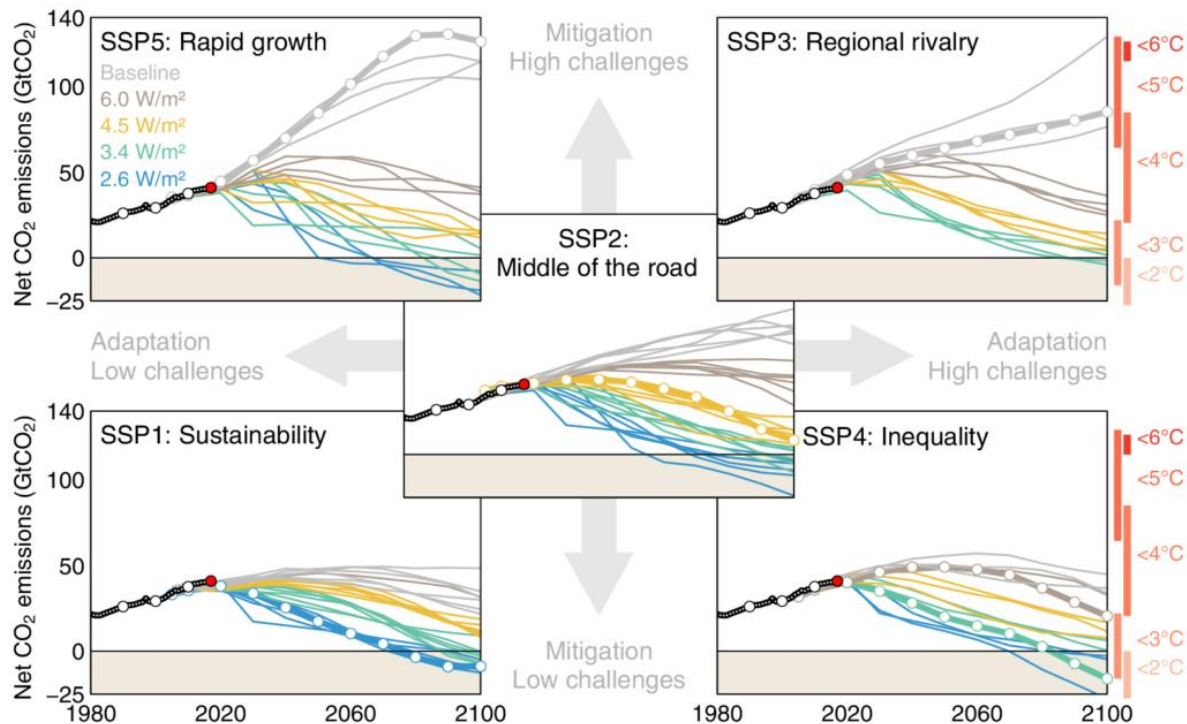 140
100
50
0
−25
Net CO₂ emissions (GtCO₂)
SSP5: Rapid growth
Baseline
6.0 W/m²
4.5 W/m²
3.4 W/m²
2.6 W/m²
Mitigation
High challenges
SSP3: Regional rivalry
<6°C
<5°C
<4°C
<3°C
<2°C
SSP2:
Middle of the road
Adaptation
Low challenges
Adaptation
High challenges
140
100
50
0
−25
Net CO₂ emissions (GtCO₂)
SSP1: Sustainability
SSP4: Inequality
<6°C
<5°C
<4°C
<3°C
<2°C
Mitigation
Low challenges
1980 2020 2060 2100
1980 2020 2060 2100